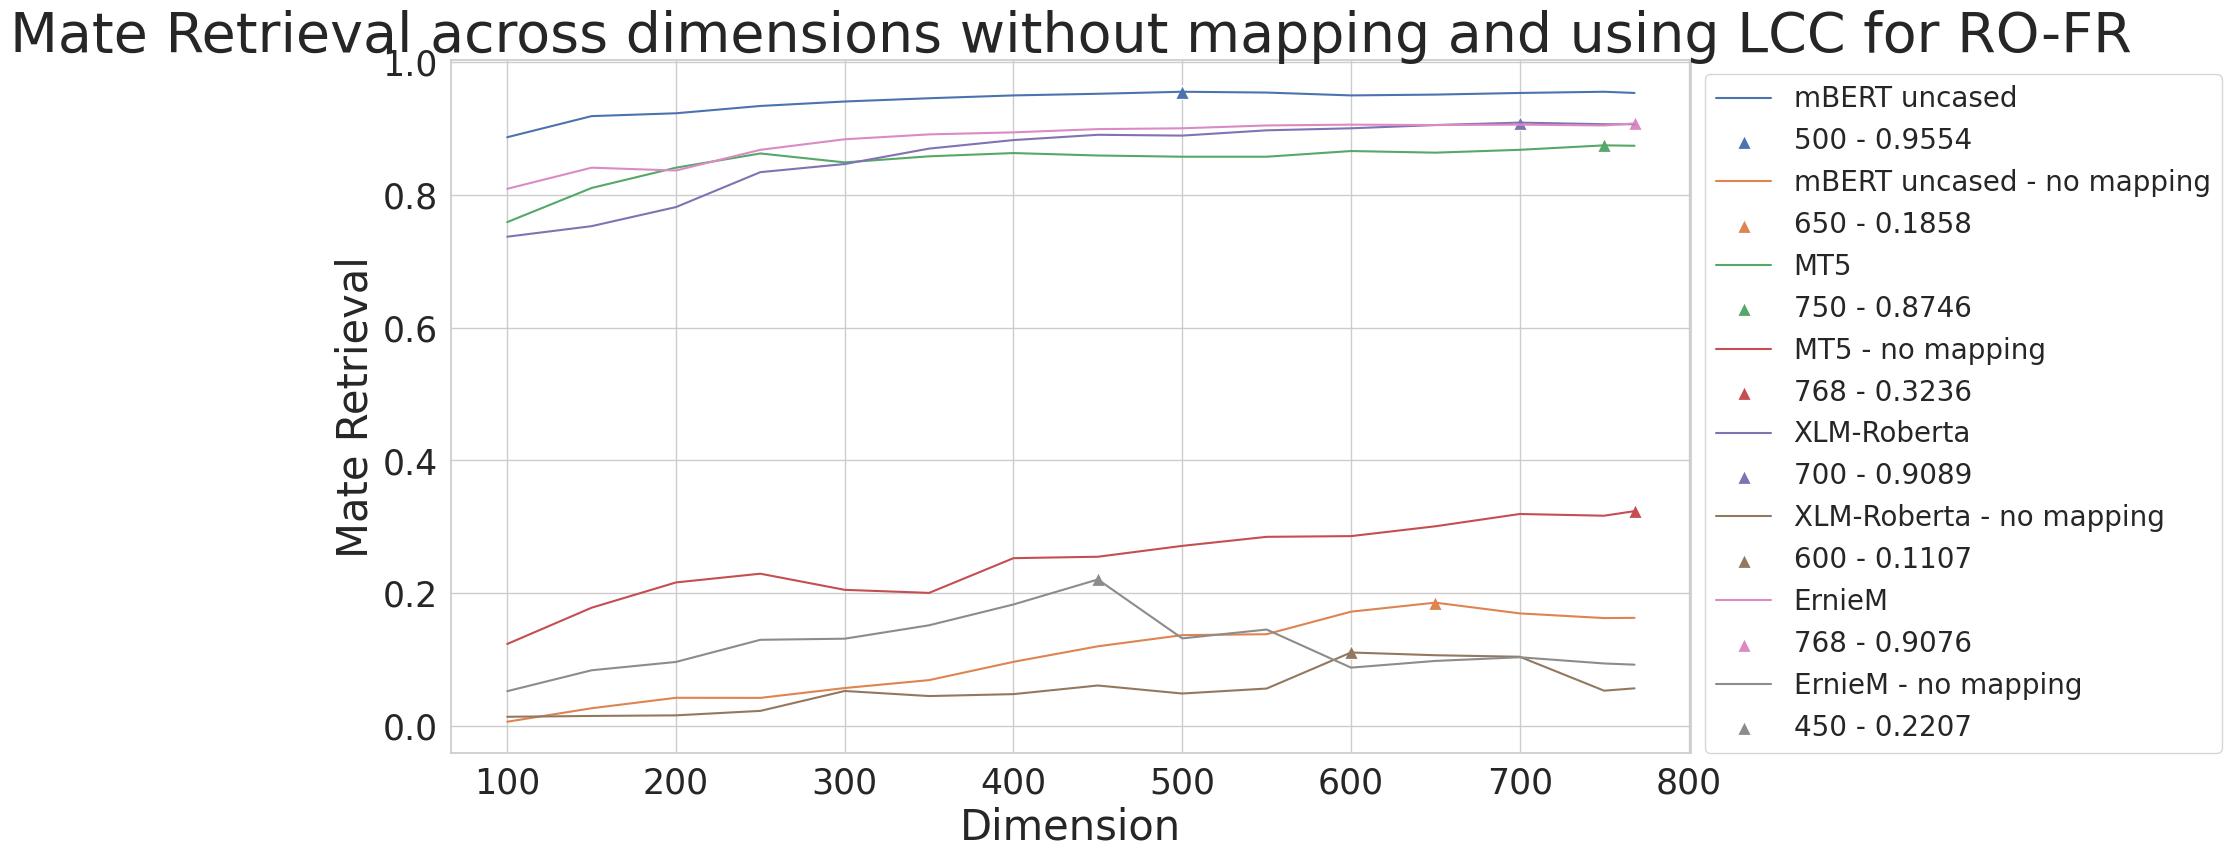 Mate Retrieval across dimensions without mapping and using LCC for RO-FR
1.0
0.8
0.6
0.4
0.2
0.0
Mate Retrieval
100 200 300 400 500 600 700 800
Dimension
mBERT uncased
500 - 0.9554
mBERT uncased - no mapping
650 - 0.1858
MT5
750 - 0.8746
MT5 - no mapping
768 - 0.3236
XLM-Roberta
700 - 0.9089
XLM-Roberta - no mapping
600 - 0.1107
ErnieM
768 - 0.9076
ErnieM - no mapping
450 - 0.2207